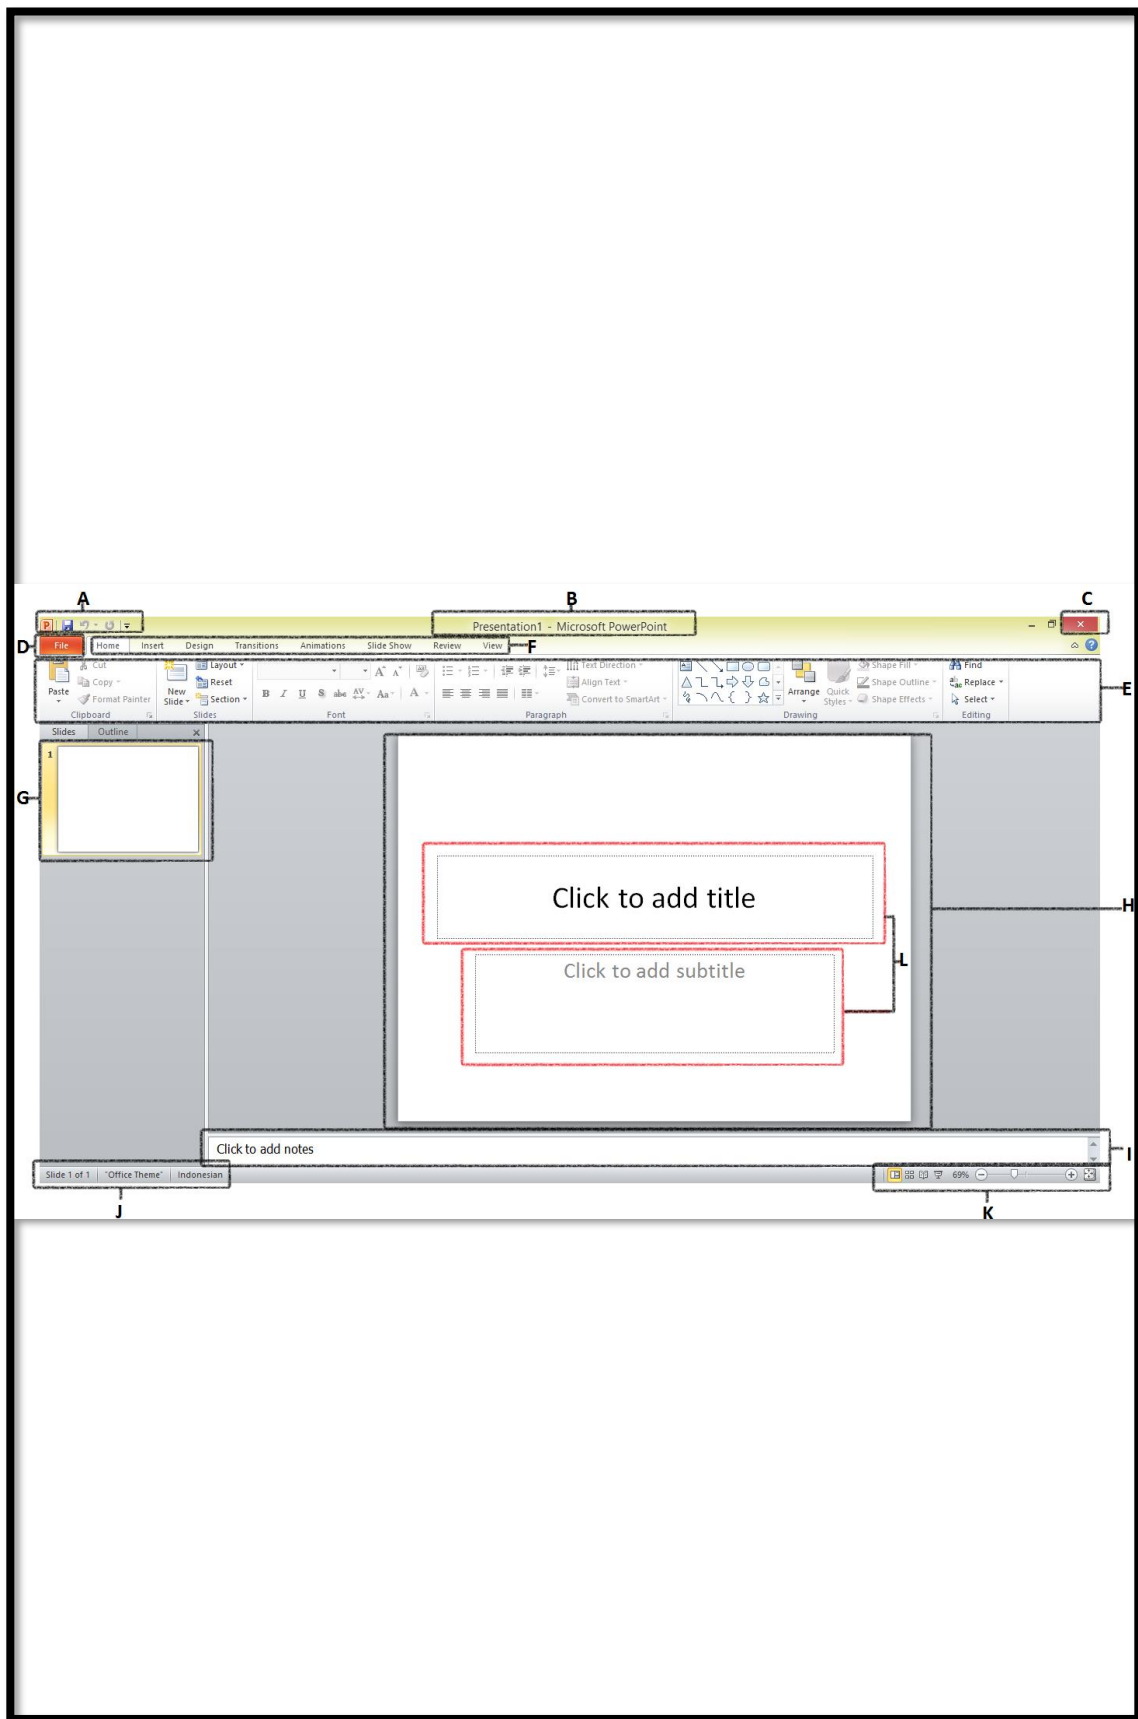 A B C
P
Presentation1 - Microsoft PowerPoint
D File Home Insert Design Transitions Animations Slide Show Review View F
Paste Cut New Slide Layout Text Direction Arrange Quick Styles Shape Fill Find
Copy Reset Align Text Shape Outline Replace E
Format Painter Section B I U S abc AV Aa A Convert to SmartArt Shape Effects Select
Clipboard Slides Font Paragraph Drawing Editing
Slides Outline
1
G
Click to add title
H
L
Click to add subtitle
Click to add notes
I
Slide 1 of 1 "Office Theme" Indonesian 69%
J K